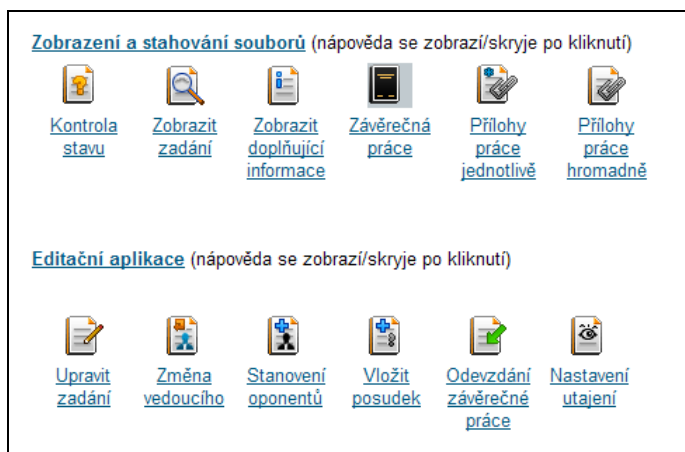 Zobrazení a stahování souborů (nápověda se zobrazí/skryje po kliknutí)
Kontrola stavu
Zobrazit zadání
Zobrazit doplňující informace
Závěrečná práce
Přílohy práce jednotlivě
Přílohy práce hromadně
Editační aplikace (nápověda se zobrazí/skryje po kliknutí)
Upravit zadání
Změna vedoucího
Stanovení oponentů
Vložit posudek
Odevzdání závěrečné práce
Nastavení utajení